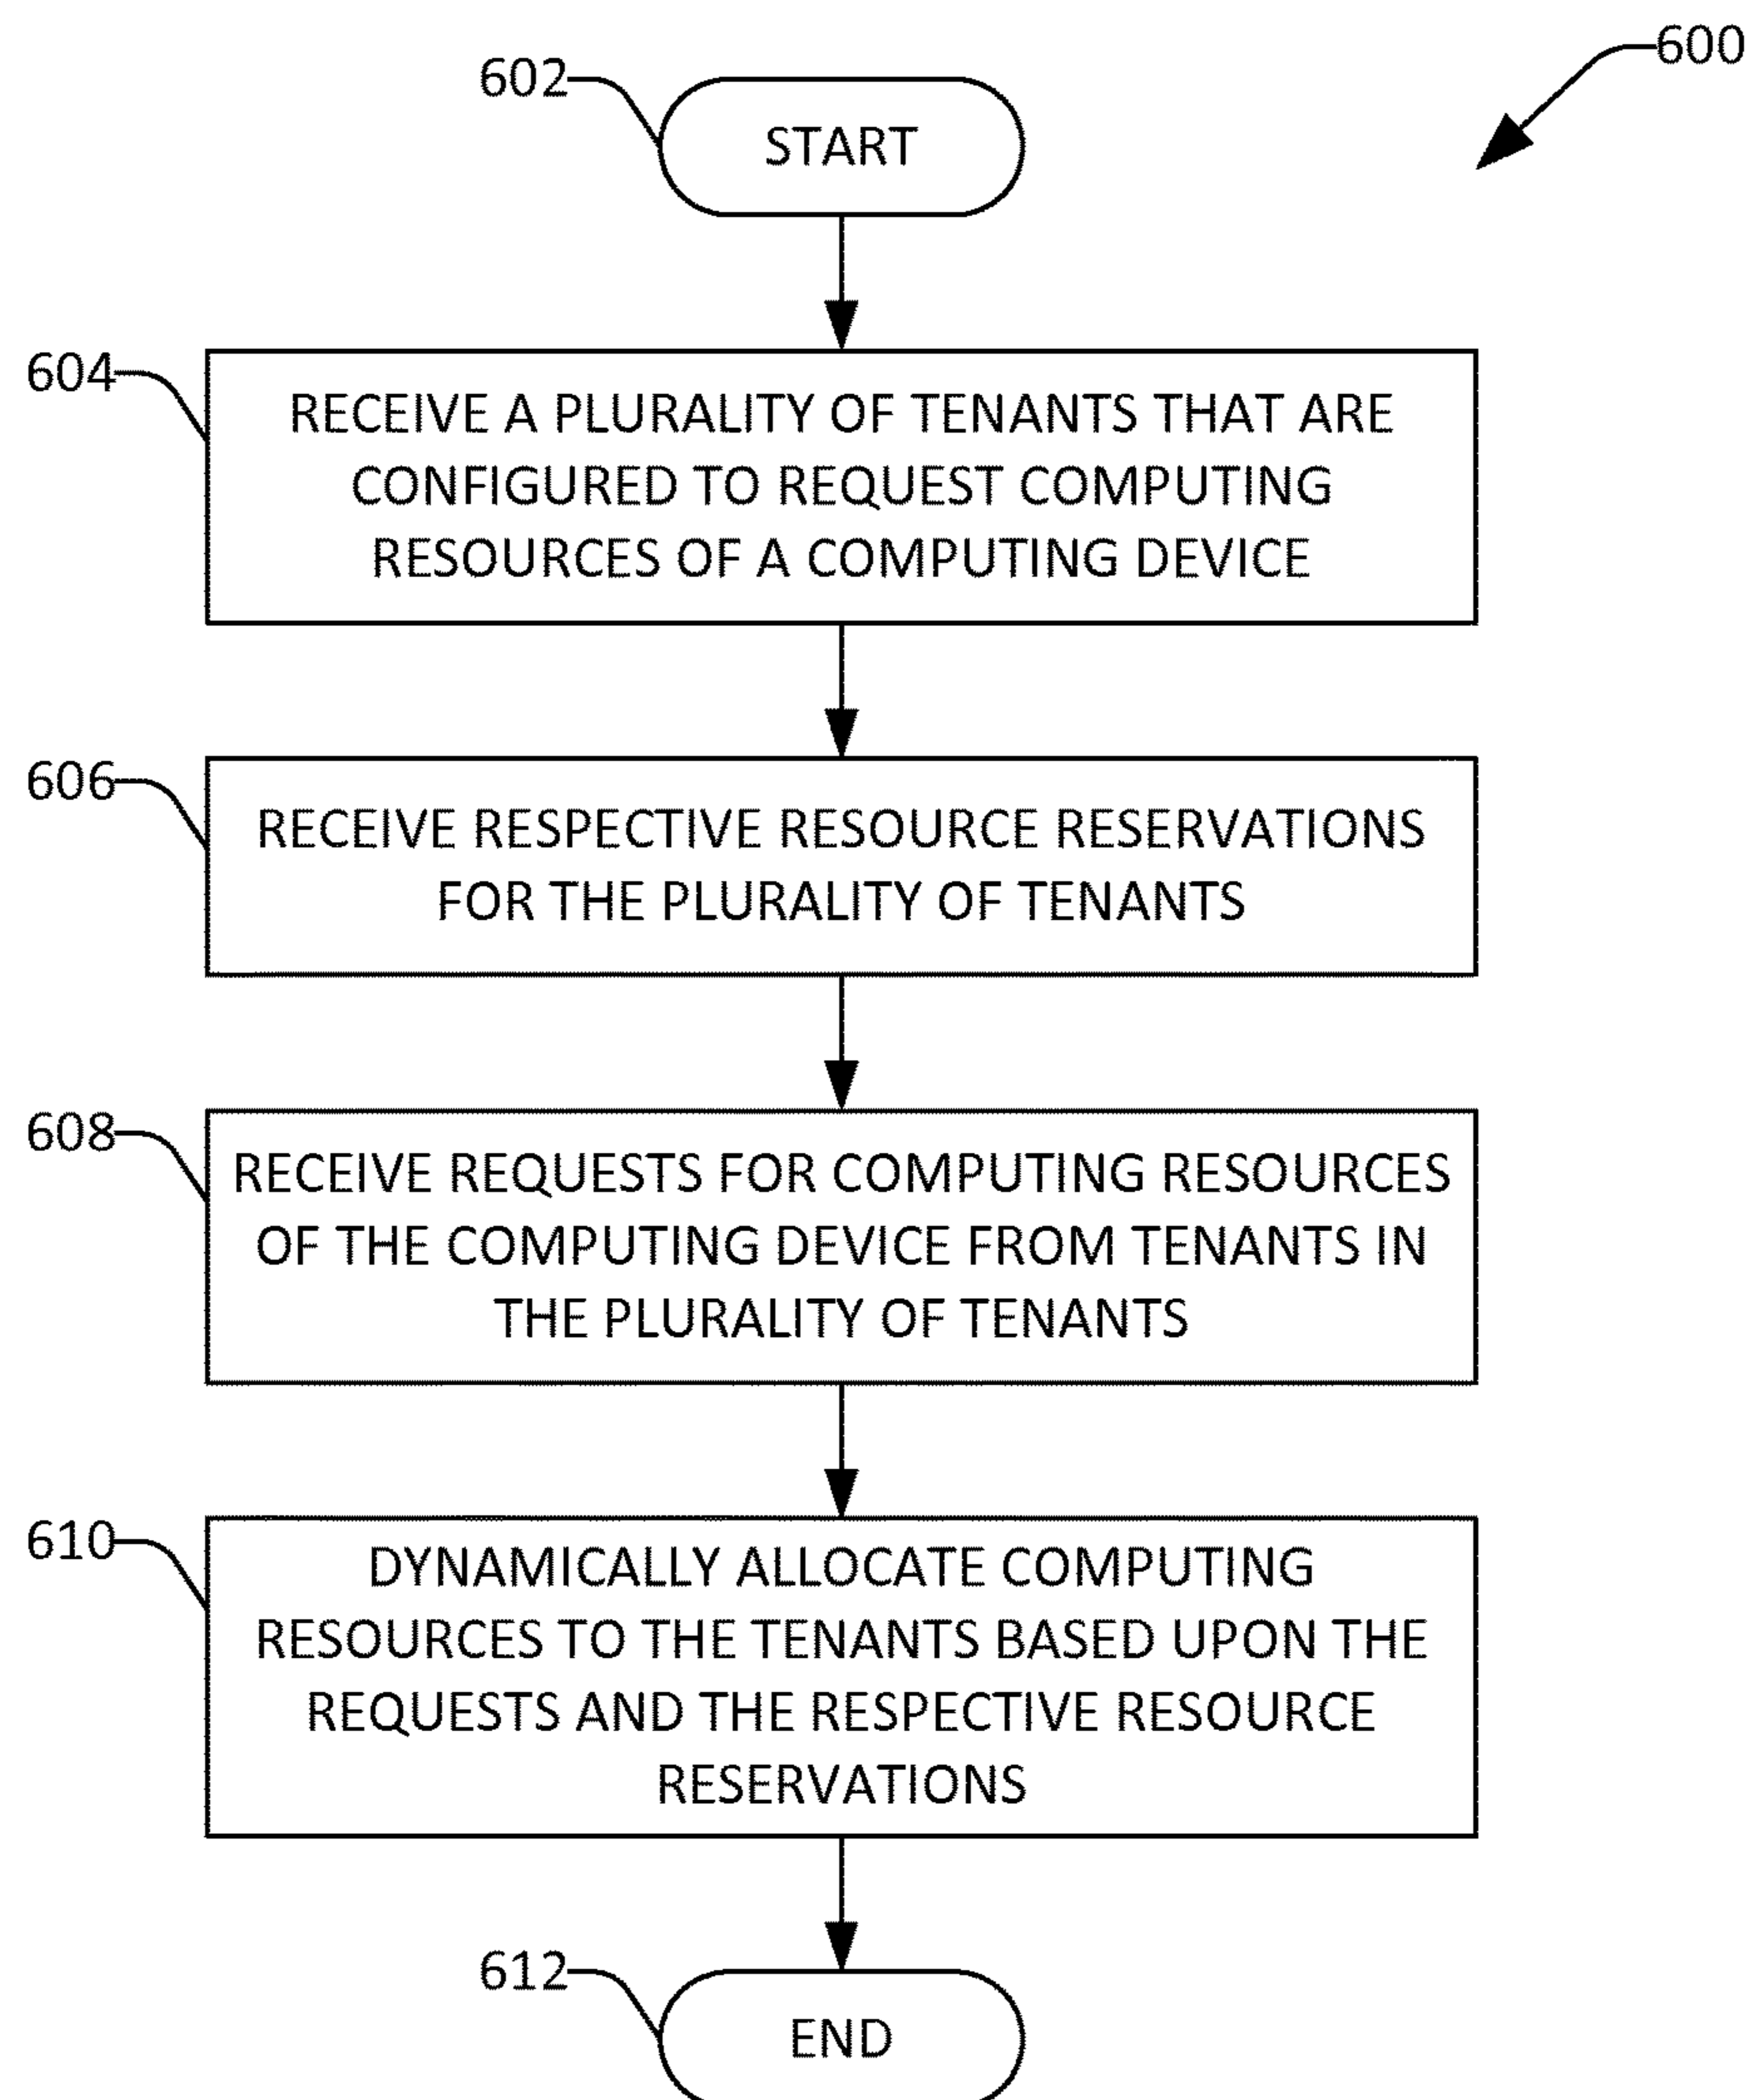 600
602
START
604
RECEIVE A PLURALITY OF TENANTS THAT ARE
CONFIGURED TO REQUEST COMPUTING
RESOURCES OF A COMPUTING DEVICE
606
RECEIVE RESPECTIVE RESOURCE RESERVATIONS
FOR THE PLURALITY OF TENANTS
608
RECEIVE REQUESTS FOR COMPUTING RESOURCES
OF THE COMPUTING DEVICE FROM TENANTS IN
THE PLURALITY OF TENANTS
610
DYNAMICALLY ALLOCATE COMPUTING
RESOURCES TO THE TENANTS BASED UPON THE
REQUESTS AND THE RESPECTIVE RESOURCE
RESERVATIONS
612
END